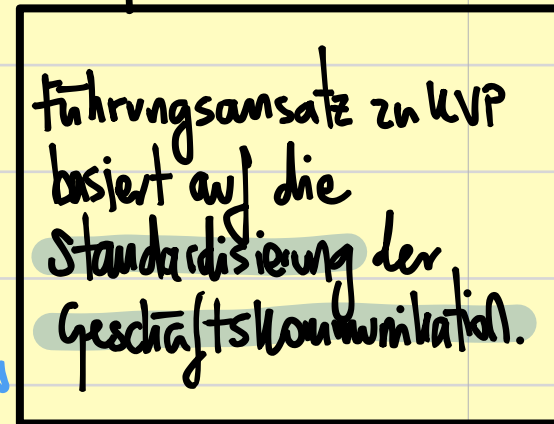 Führungsansatz zu KVP
basiert auf die
Standardisierung der
Geschäftskommunikation.